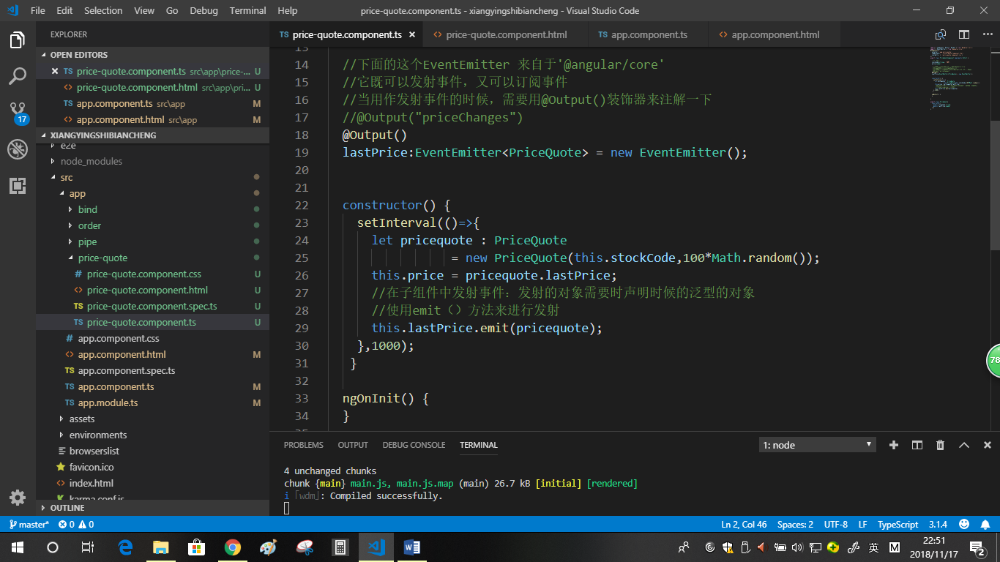 File Edit Selection View Go Debug Terminal Help price-quote.component.ts - xiangyingshibiancheng - Visual Studio Code
EXPLORER
OPEN EDITORS
price-quote.component.ts src\app\price-... U
price-quote.component.html src\app\pri... U
app.component.ts src\app M
app.component.html src\app M
17
XIANGYINGSHIBIANCHENG
e2e
node_modules
src
app
bind
order
pipe
price-quote
price-quote.component.css U
price-quote.component.html U
price-quote.component.spec.ts U
price-quote.component.ts U
app.component.css
app.component.html M
app.component.spec.ts
app.component.ts M
app.module.ts M
assets
environments
browserslist
favicon.ico
index.html
karma.conf.js
OUTLINE
price-quote.component.ts price-quote.component.html app.component.ts app.component.html
13
14 //下面的这个EventEmitter 来自于'@angular/core'
15 //它既可以发射事件，又可以订阅事件
16 //当用作发射事件的时候，需要用@Output()装饰器来注解一下
17 //@Output("priceChanges")
18 @Output()
19 lastPrice:EventEmitter<PriceQuote> = new EventEmitter();
20
21
22 constructor() {
23 setInterval(()=>{
24 let pricequote : PriceQuote
25 = new PriceQuote(this.stockCode,100*Math.random());
26 this.price = pricequote.lastPrice;
27 //在子组件中发射事件：发射的对象需要时声明时候的泛型的对象
28 //使用emit（）方法来进行发射
29 this.lastPrice.emit(pricequote);
30 },1000);
31 }
32
33 ngOnInit() {
34 }
78
PROBLEMS OUTPUT DEBUG CONSOLE TERMINAL 1: node
4 unchanged chunks
chunk {main} main.js, main.js.map (main) 26.7 kB [initial] [rendered]
i ｢wdm｣: Compiled successfully.
master* 0 0 Ln 2, Col 46 Spaces: 2 UTF-8 LF TypeScript 3.1.4
英 M 22:51
2018/11/17 2